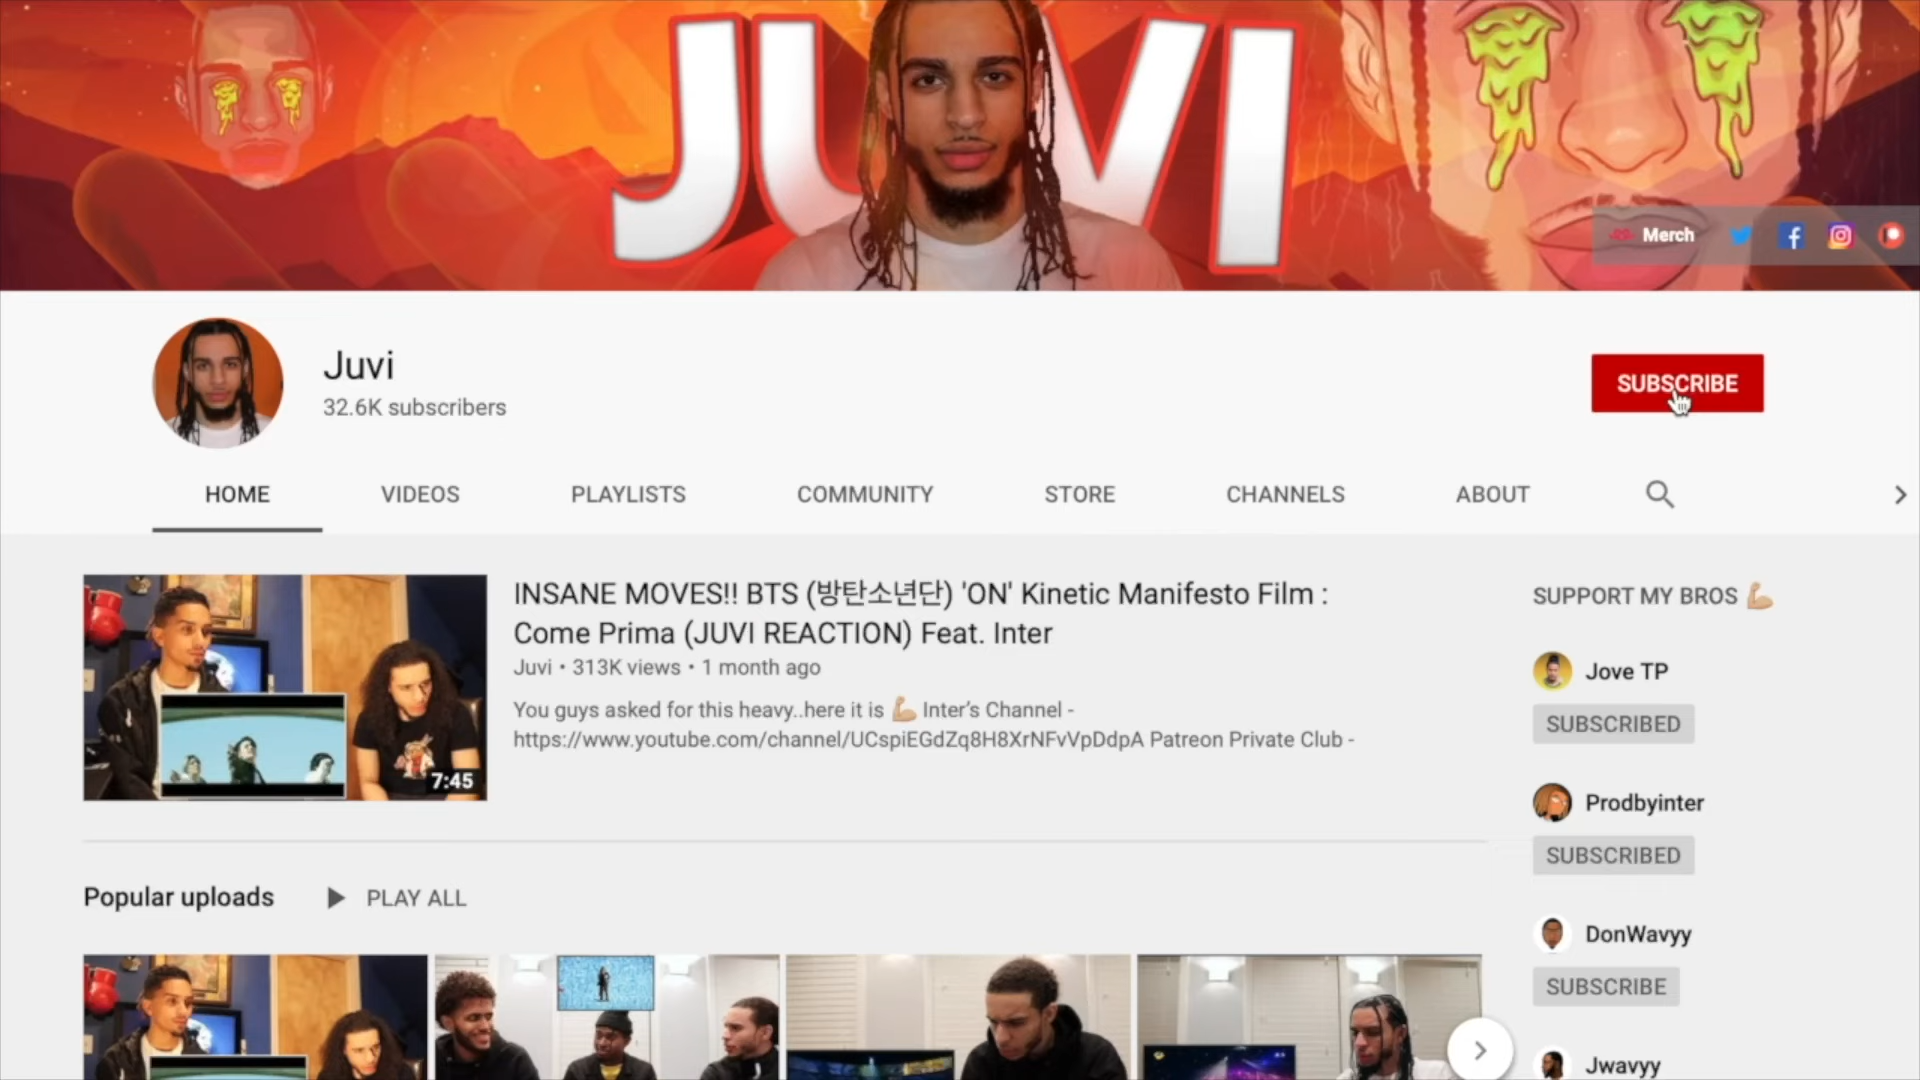 JUVI
Merch
Juvi
32.6K subscribers
SUBSCRIBE
HOME VIDEOS PLAYLISTS COMMUNITY STORE CHANNELS ABOUT
INSANE MOVES!! BTS (방탄소년단) 'ON' Kinetic Manifesto Film :
Come Prima (JUVI REACTION) Feat. Inter
Juvi • 313K views • 1 month ago
You guys asked for this heavy..here it is 💪🏼 Inter’s Channel -
https://www.youtube.com/channel/UCspiEGdZq8H8XrNFvVpDdpA Patreon Private Club -
7:45
Popular uploads
PLAY ALL
SUPPORT MY BROS 💪🏼
Jove TP
SUBSCRIBED
Prodbyinter
SUBSCRIBED
DonWavyy
SUBSCRIBE
Jwavyy